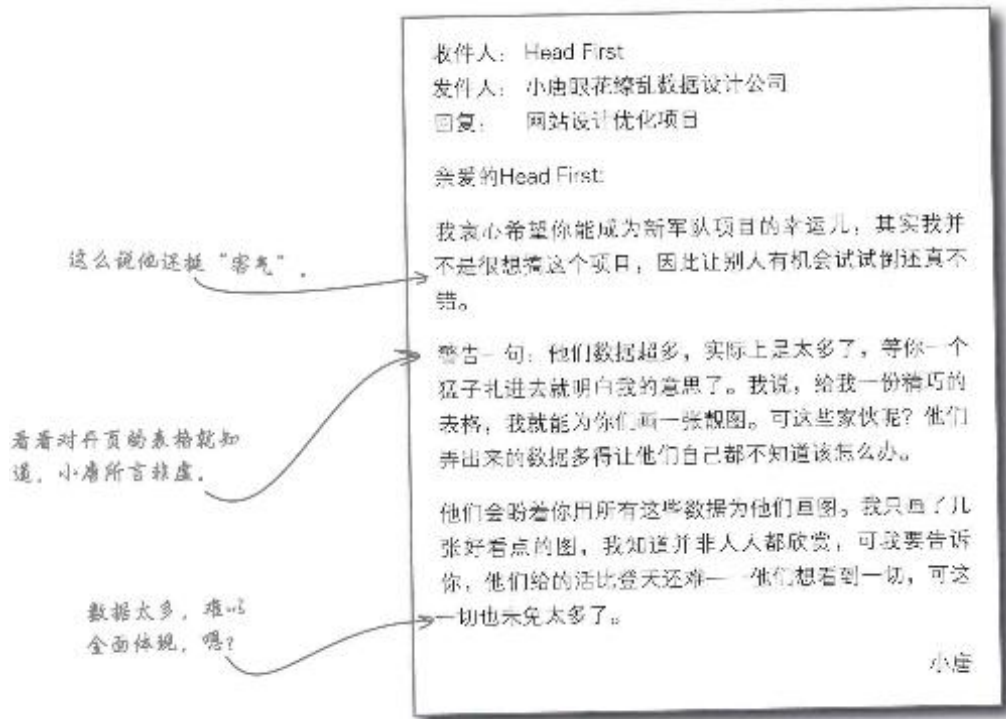 收件人： Head First
发件人： 小唐眼花缭乱数据设计公司
回复： 网站设计优化项目
亲爱的Head First:
我衷心希望你能成为新军队项目的幸运儿，其实我并
不是很想搞这个项目，因此让别人有机会试试倒还真不
错。
警告一句：他们数据超多，实际上是太多了，等你一个
猛子扎进去就明白我的意思了。我说，给我一份精巧的
表格，我就能为你们画一张靓图。可这些家伙呢？他们
弄出来的数据多得让他们自己都不知道该怎么办。
他们会盼着你用所有这些数据为他们画图。我只画了几
张好看点的图，我知道并非人人都欣赏，可我要告诉
你，他们给的活比登天还难——他们想看到一切，可这
一切也未免太多了。
小唐
这么说他还挺“客气”。
看看对开页的表格就知
道，小唐所言非虚。
数据太多，难以
全面体现，嗯？